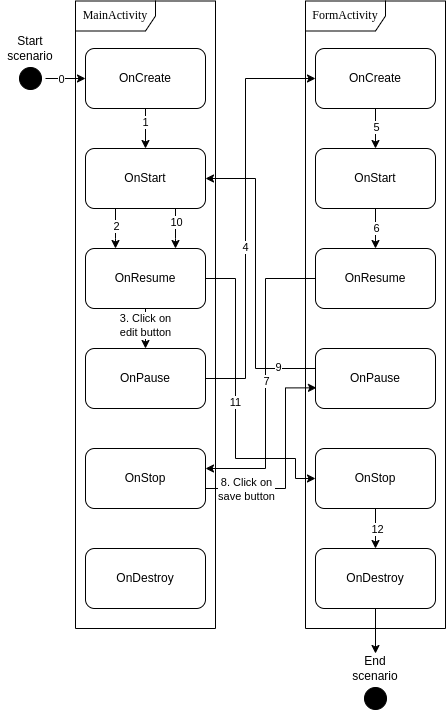 MainActivity
FormActivity
Start
scenario
0
OnCreate
OnCreate
1
5
OnStart
OnStart
2
10
6
4
OnResume
OnResume
3. Click on
edit button
9
7
OnPause
OnPause
11
OnStop
8. Click on
save button
OnStop
12
OnDestroy
OnDestroy
End
scenario